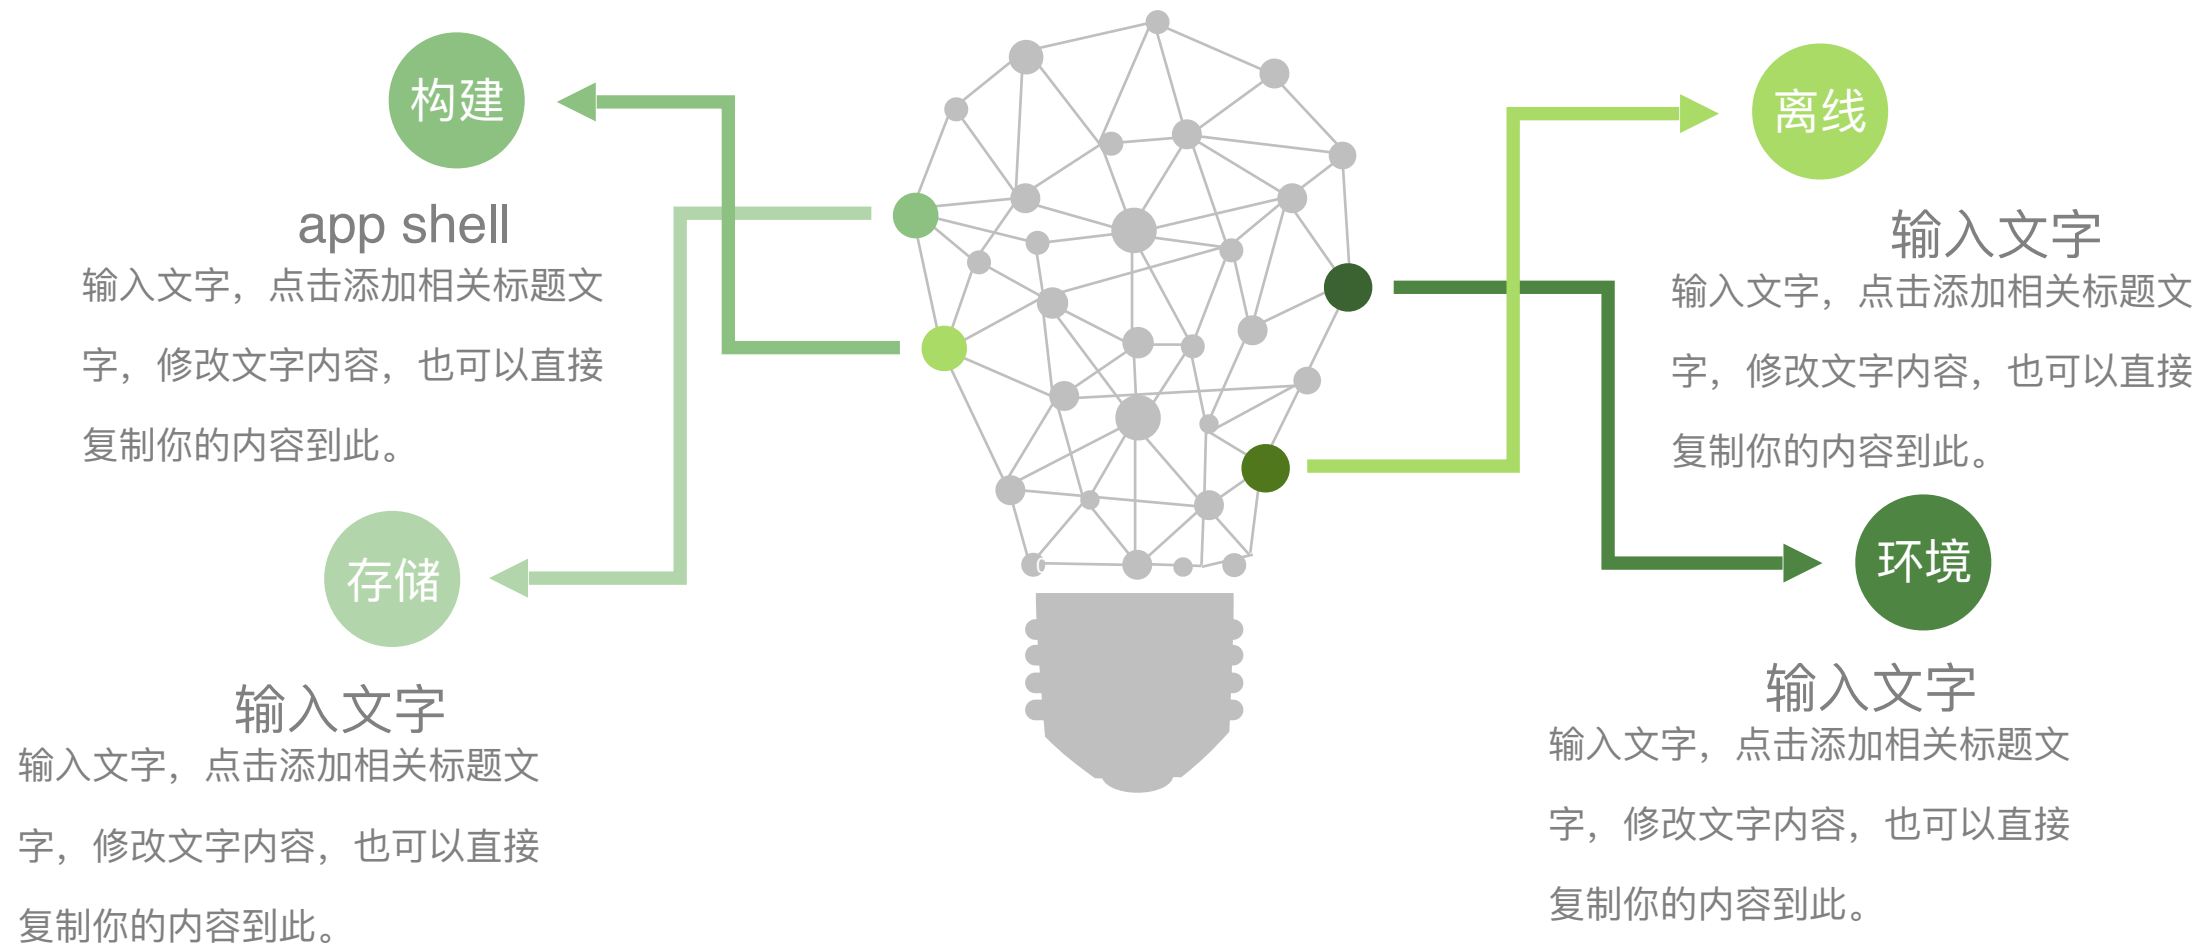 构建
app shell
输入文字，点击添加相关标题文
字，修改文字内容，也可以直接
复制你的内容到此。
存储
输入文字
输入文字，点击添加相关标题文
字，修改文字内容，也可以直接
复制你的内容到此。
离线
输入文字
输入文字，点击添加相关标题文
字，修改文字内容，也可以直接
复制你的内容到此。
环境
输入文字
输入文字，点击添加相关标题文
字，修改文字内容，也可以直接
复制你的内容到此。